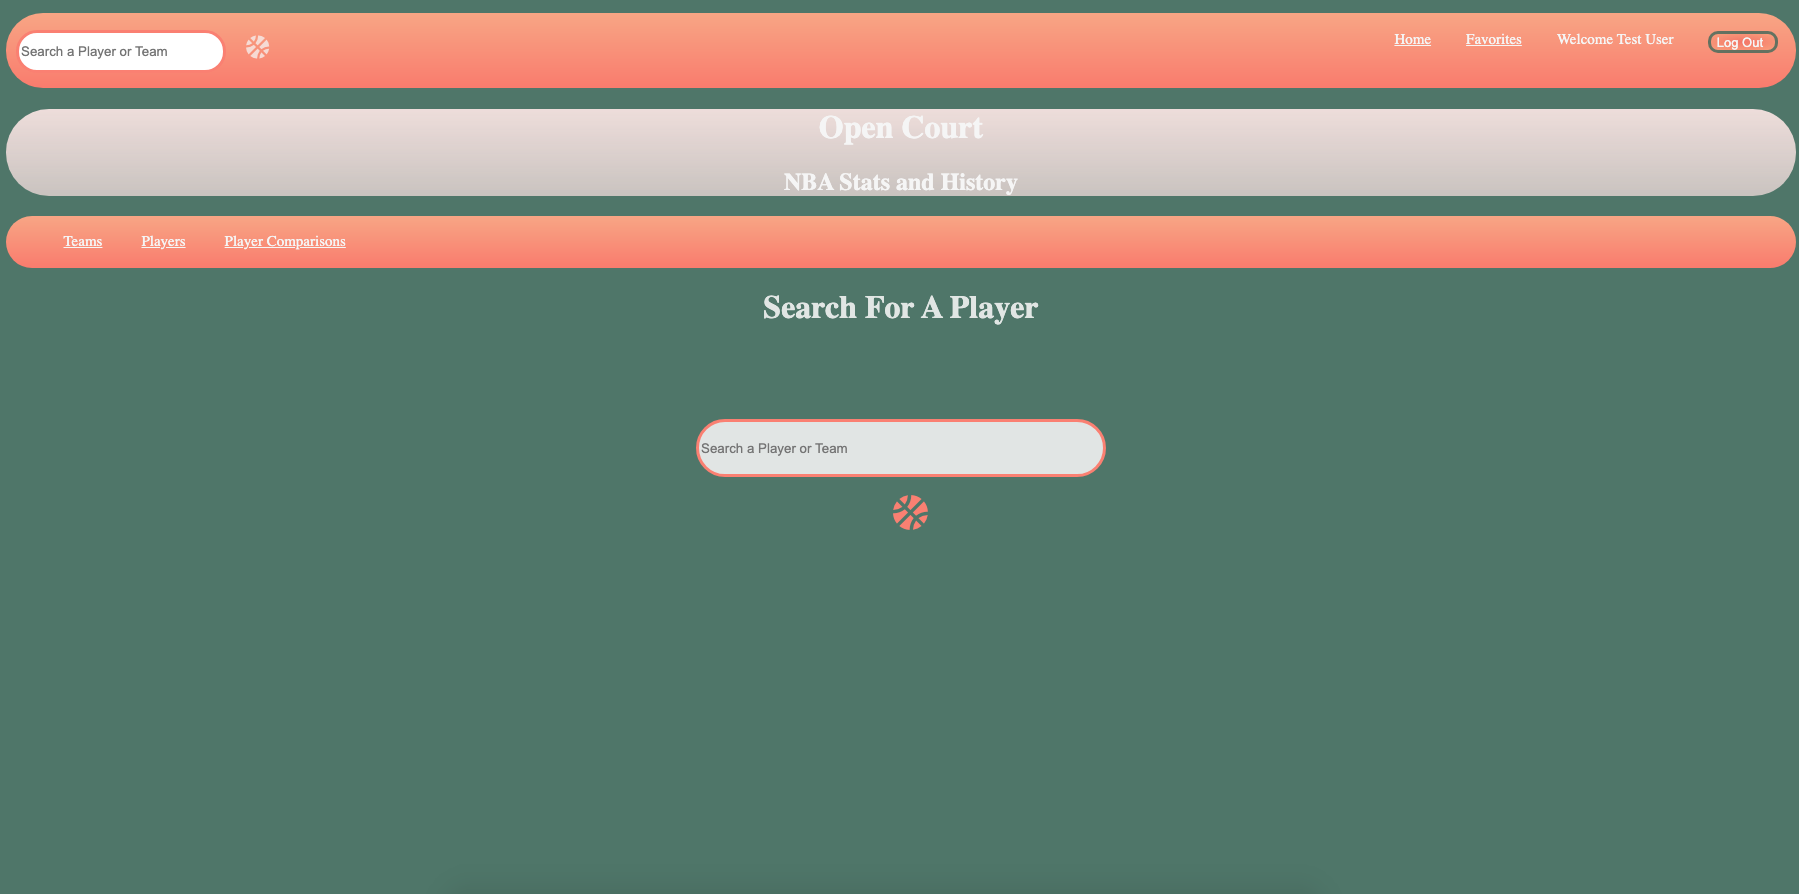 Search a Player or Team
Home
Favorites
Welcome Test User
Log Out
Open Court
NBA Stats and History
Teams
Players
Player Comparisons
Search For A Player
Search a Player or Team